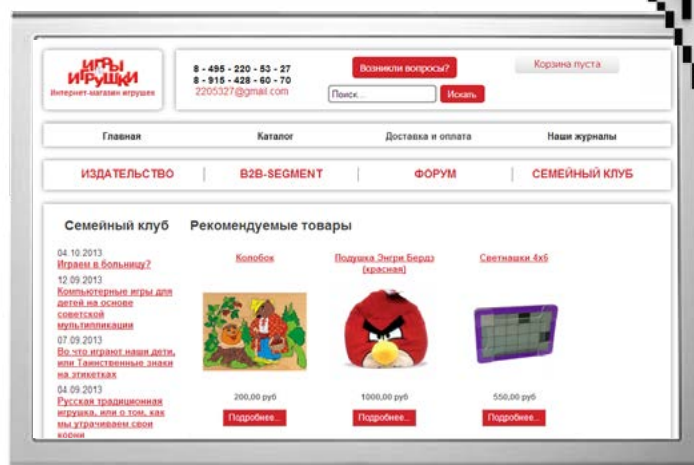 ИГРЫ
ИГРУШКИ
Интернет-магазин игрушек
8 - 495 - 220 - 53 - 27
8 - 915 - 428 - 60 - 70
2205327@gmail.com
Возникли вопросы?
Поиск...
Искать
Корзина пуста
Главная
Каталог
Доставка и оплата
Наши журналы
ИЗДАТЕЛЬСТВО
B2B-SEGMENT
ФОРУМ
СЕМЕЙНЫЙ КЛУБ
Семейный клуб
04.10.2013
Играем в больницу?
12.09.2013
Компьютерные игры для
детей на основе
советской
мультипликации
07.09.2013
Во что играют наши дети,
или Таинственные знаки
на этикетках
04.09.2013
Русская традиционная
игрушка, или о том, как
мы утрачиваем свои
корни
Рекомендуемые товары
Колобок
200,00 руб
Подробнее...
Подушка Энгри Бердз
(красная)
1000,00 руб
Подробнее...
Светнашки 4х6
550,00 руб
Подробнее...